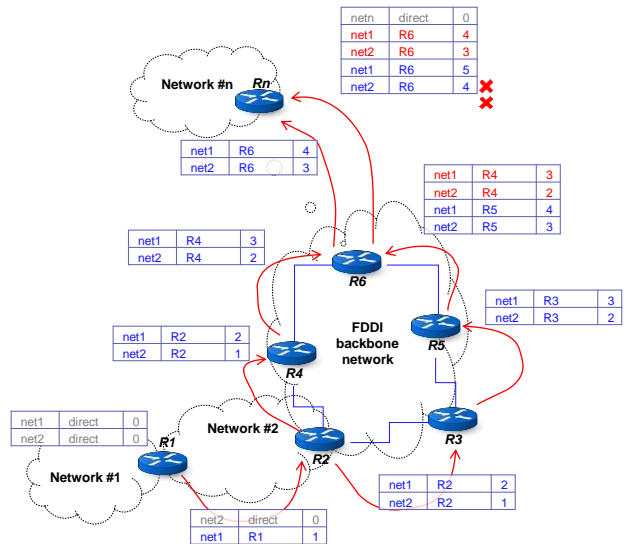 netn direct 0
net1 R6 4
net2 R6 3
net1 R6 5
net2 R6 4
Network #n
Rn
net1 R6 4
net2 R6 3
net1 R4 3
net2 R4 2
net1 R5 4
net2 R5 3
net1 R4 3
net2 R4 2
R6
net1 R3 3
net2 R3 2
FDDI
backbone
network
net1 R2 2
net2 R2 1
R4
R5
net1 direct 0
net2 direct 0
Network #2
R1
R3
R2
Network #1
net1 R2 2
net2 R2 1
net2 direct 0
net1 R1 1